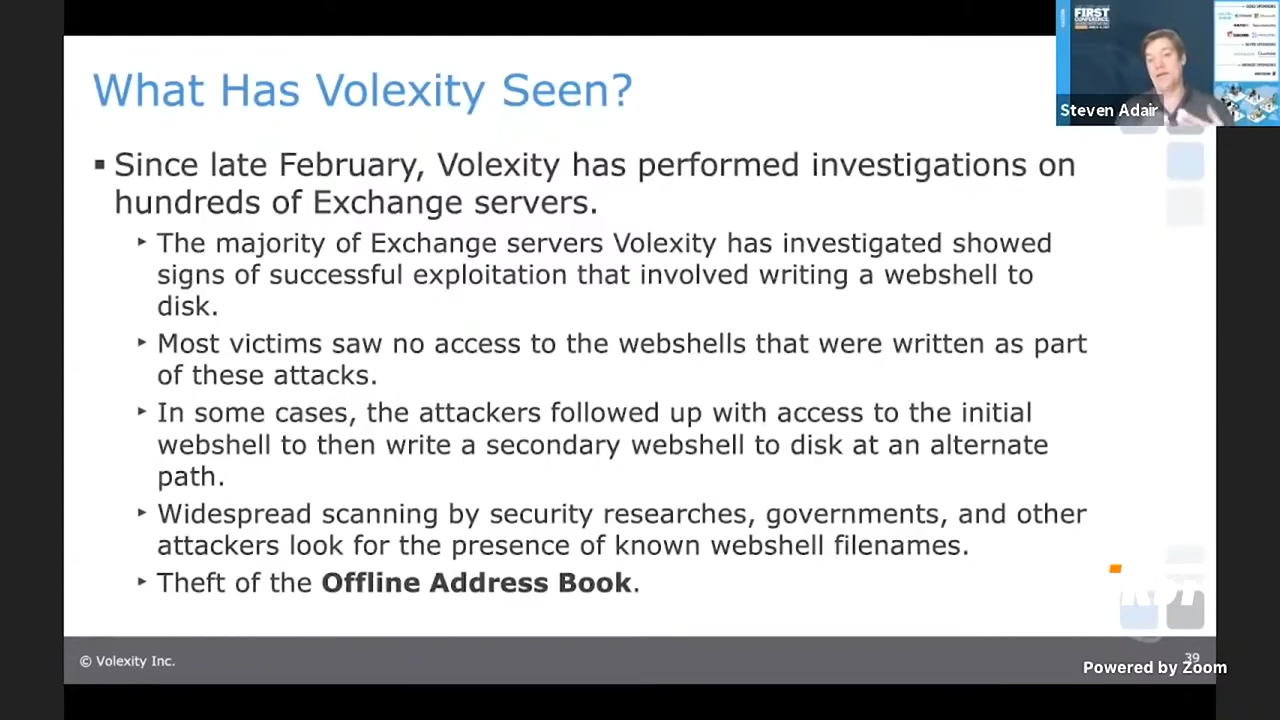 What Has Volexity Seen?
FIRST
CONFERENCE
Steven Adair
Since late February, Volexity has performed investigations on
hundreds of Exchange servers.
The majority of Exchange servers Volexity has investigated showed
signs of successful exploitation that involved writing a webshell to
disk.
Most victims saw no access to the webshells that were written as part
of these attacks.
In some cases, the attackers followed up with access to the initial
webshell to then write a secondary webshell to disk at an alternate
path.
Widespread scanning by security researches, governments, and other
attackers look for the presence of known webshell filenames.
Theft of the Offline Address Book.
© Volexity Inc.
39
Powered by Zoom